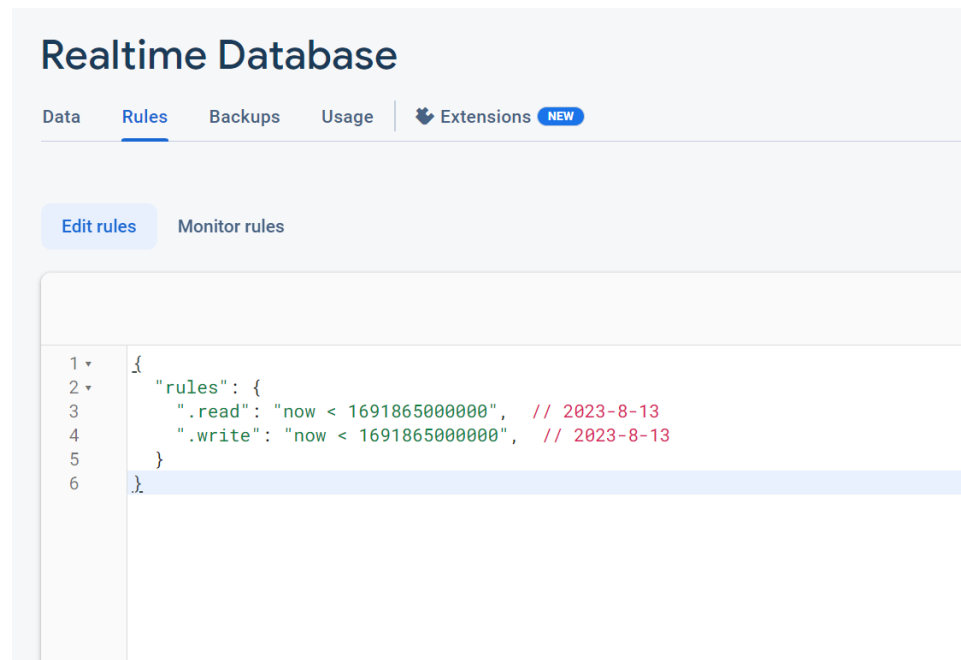 Realtime Database
Data Rules Backups Usage Extensions NEW
Edit rules Monitor rules
1 {
2 "rules": {
3 ".read": "now < 1691865000000", // 2023-8-13
4 ".write": "now < 1691865000000", // 2023-8-13
5 }
6 }